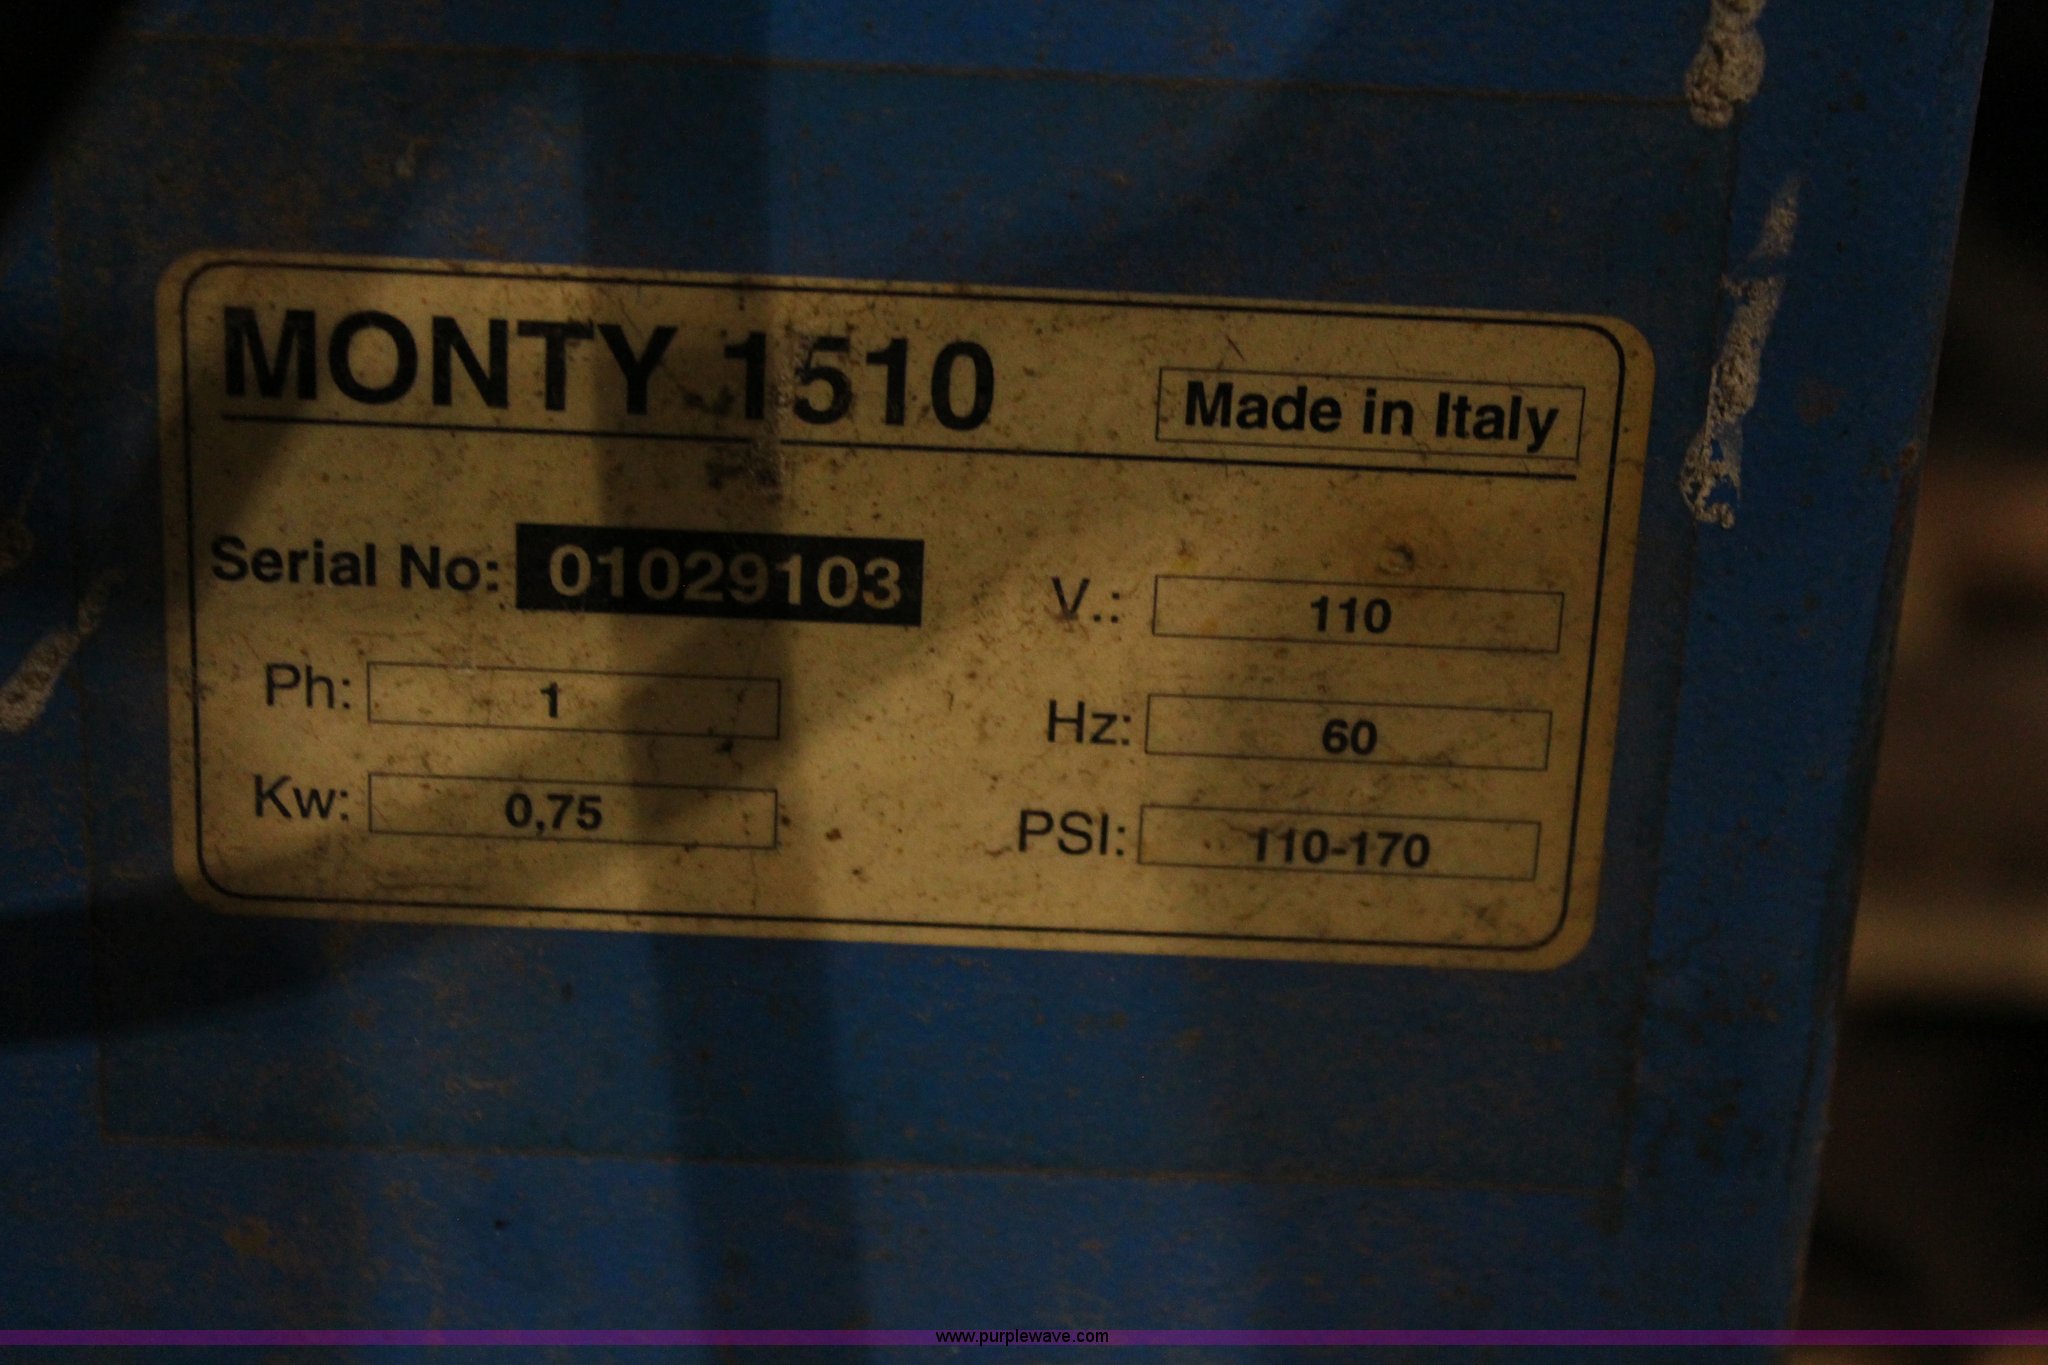 MONTY 1510
Made in Italy
Serial No: 01029103
V.: 110
Ph: 1
Hz: 60
Kw: 0,75
PSI: 110-170
www.purplewave.com